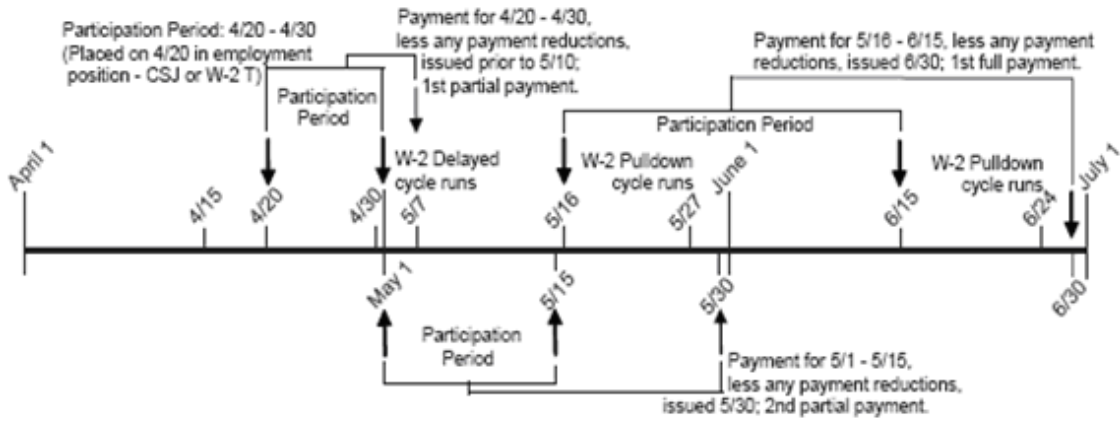 Participation Period: 4/20 - 4/30
(Placed on 4/20 in employment
position - CSJ or W-2 T)
Payment for 4/20 - 4/30,
less any payment reductions,
issued prior to 5/10;
1st partial payment.
Payment for 5/16 - 6/15, less any payment
reductions, issued 6/30; 1st full payment.
Participation
Period
Participation Period
W-2 Delayed
cycle runs
W-2 Pulldown
cycle runs
W-2 Pulldown
cycle runs
April 1
4/15
4/20
4/30
5/7
5/16
5/27
June 1
6/15
6/24
July 1
May 1
5/15
5/30
6/30
Participation
Period
Payment for 5/1 - 5/15,
less any payment reductions,
issued 5/30; 2nd partial payment.